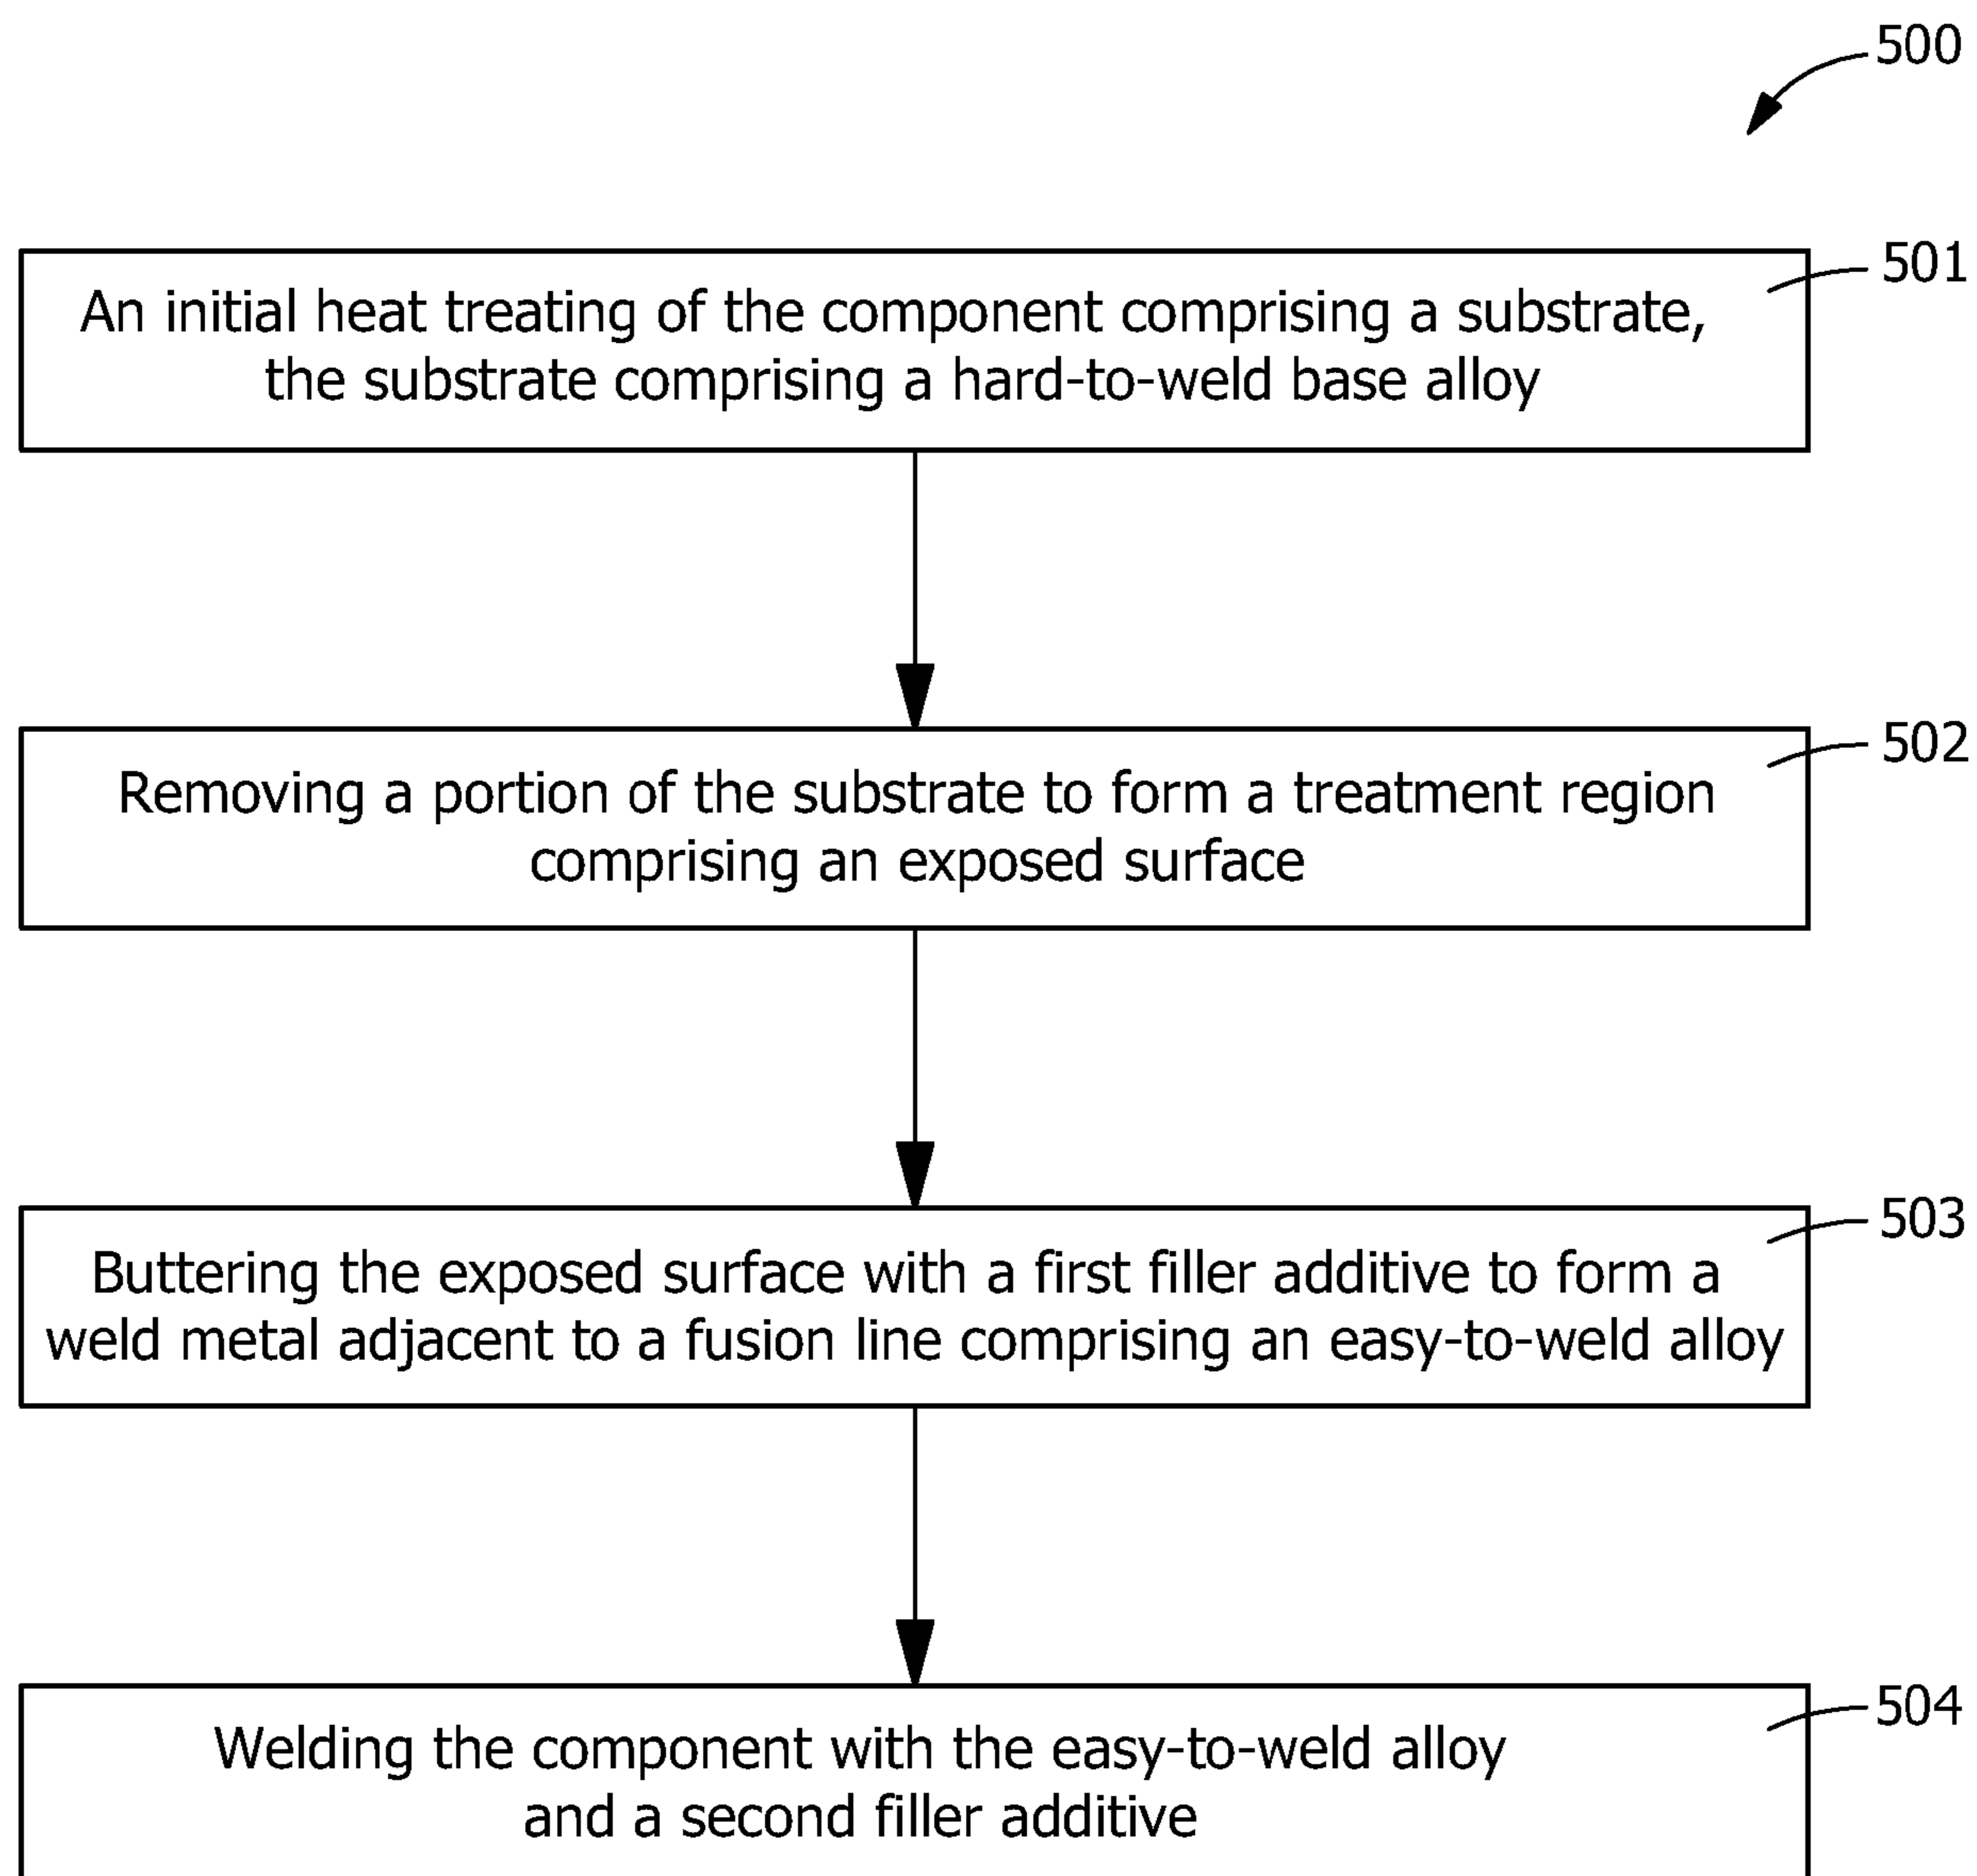 500
501
An initial heat treating of the component comprising a substrate,
the substrate comprising a hard-to-weld base alloy
502
Removing a portion of the substrate to form a treatment region
comprising an exposed surface
503
Buttering the exposed surface with a first filler additive to form a
weld metal adjacent to a fusion line comprising an easy-to-weld alloy
504
Welding the component with the easy-to-weld alloy
and a second filler additive